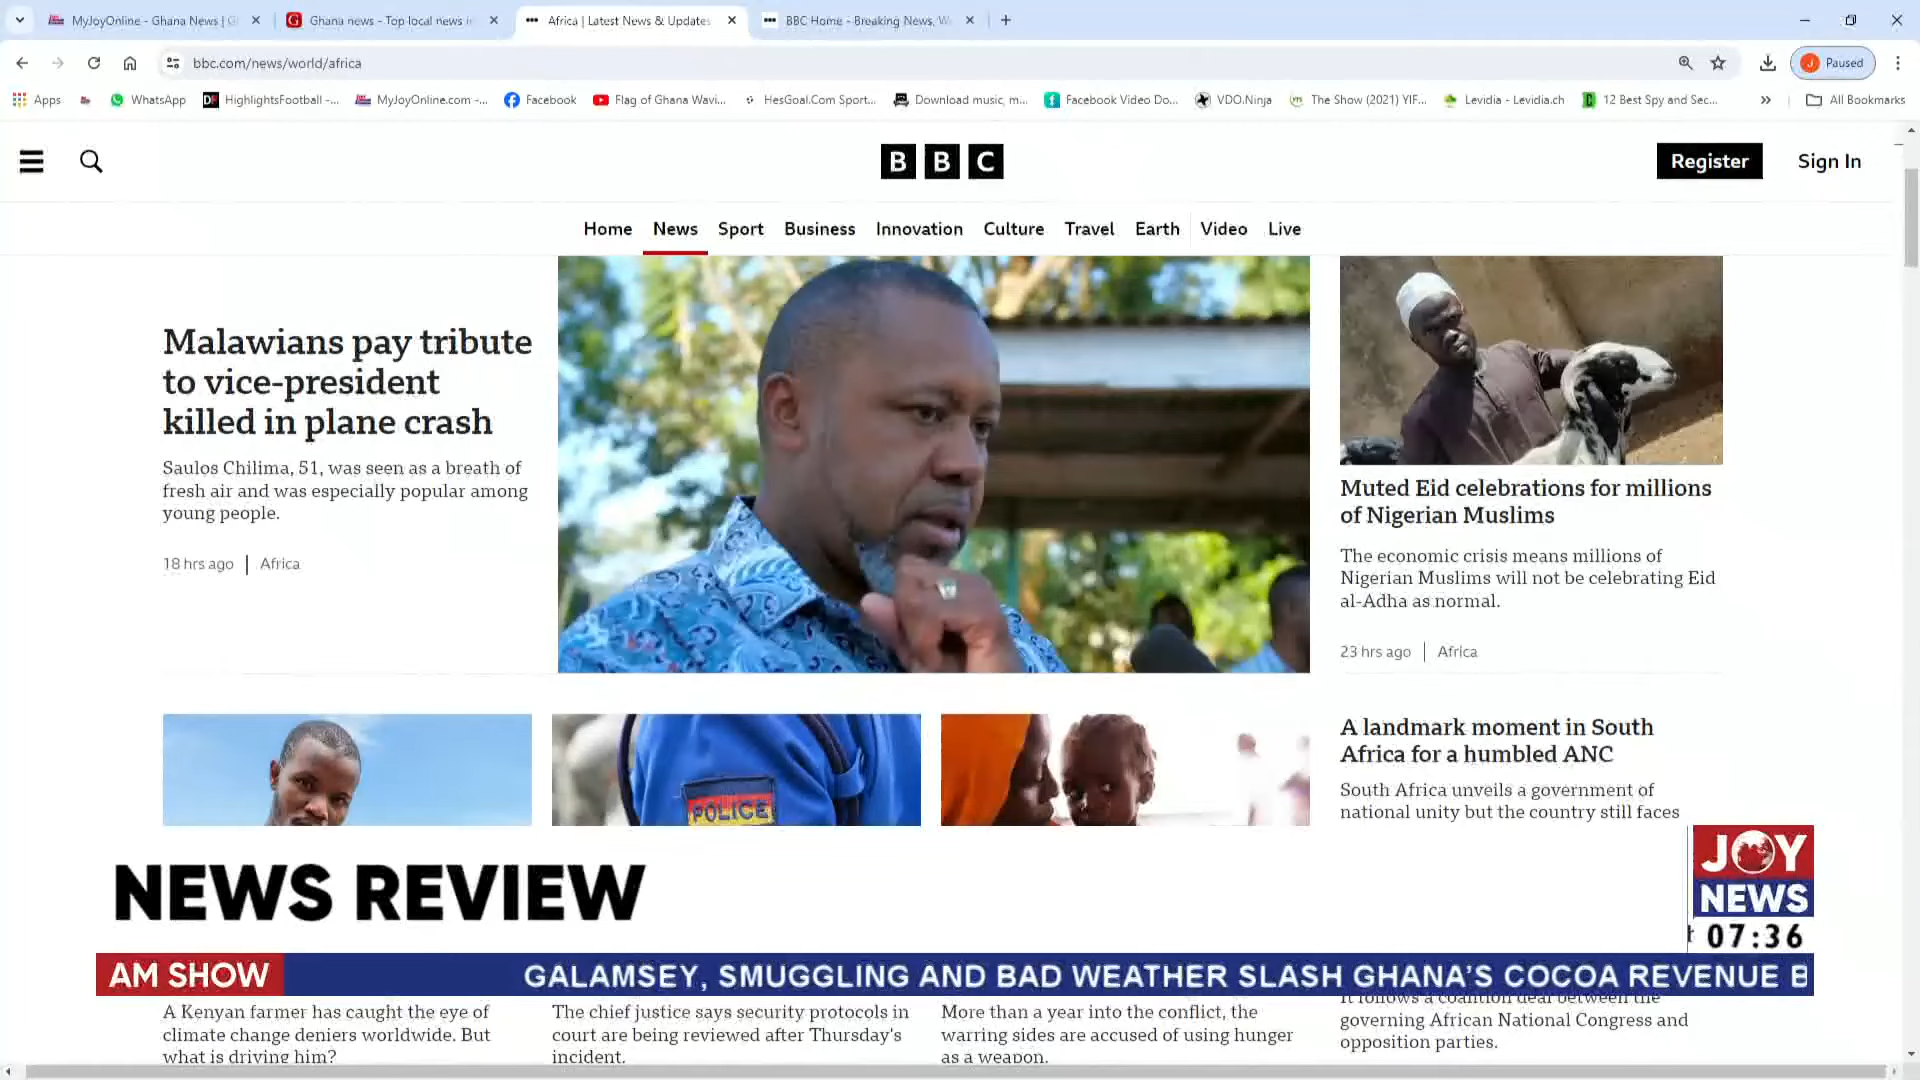 MyJoyOnline - Ghana News | G
Ghana news - Top local news in
Africa | Latest News & Updates
BBC Home - Breaking News, W
bbc.com/news/world/africa
Paused
Apps
WhatsApp
HighlightsFootball -...
MyJoyOnline.com -...
Facebook
Flag of Ghana Wavi...
HesGoal.Com Sport...
Download music, m...
Facebook Video Do...
VDO.Ninja
The Show (2021) YIF...
Levidia - Levidia.ch
12 Best Spy and Sec...
All Bookmarks
BBC
Register
Sign In
Home
News
Sport
Business
Innovation
Culture
Travel
Earth
Video
Live
Malawians pay tribute
to vice-president
killed in plane crash
Saulos Chilima, 51, was seen as a breath of
fresh air and was especially popular among
young people.
18 hrs ago | Africa
Muted Eid celebrations for millions
of Nigerian Muslims
The economic crisis means millions of
Nigerian Muslims will not be celebrating Eid
al-Adha as normal.
23 hrs ago | Africa
POLICE
A landmark moment in South
Africa for a humbled ANC
South Africa unveils a government of
national unity but the country still faces
NEWS REVIEW
JOY
NEWS
07:36
AM SHOW
GALAMSEY, SMUGGLING AND BAD WEATHER SLASH GHANA'S COCOA REVENUE B
A Kenyan farmer has caught the eye of
climate change deniers worldwide. But
what is driving him?
The chief justice says security protocols in
court are being reviewed after Thursday's
incident.
More than a year into the conflict, the
warring sides are accused of using hunger
as a weapon.
It follows a coalition deal between the
governing African National Congress and
opposition parties.